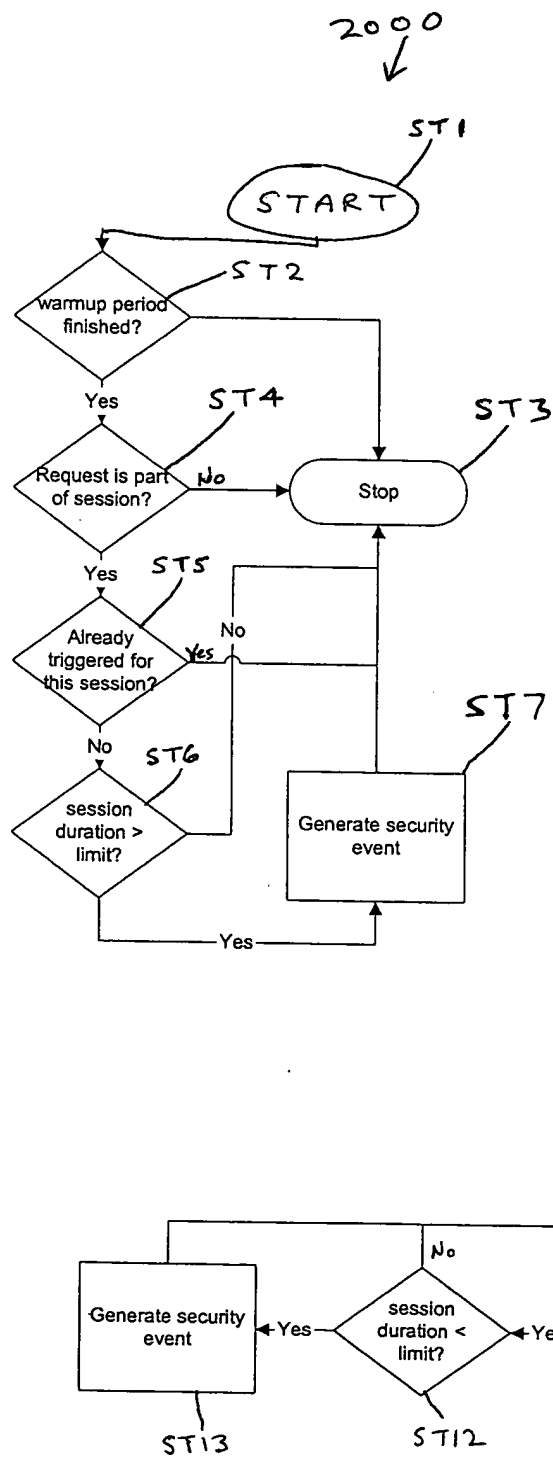 2000
ST1
START
ST2
warmup period
finished?
Yes
ST4
ST3
Request is part
of session?
No
Stop
Yes
ST5
Already
triggered for
this session?
Yes
No
No
ST6
ST7
session
duration >
limit?
Generate security
event
Yes
No
Generate security
event
Yes
session
duration <
limit?
ST13
ST12